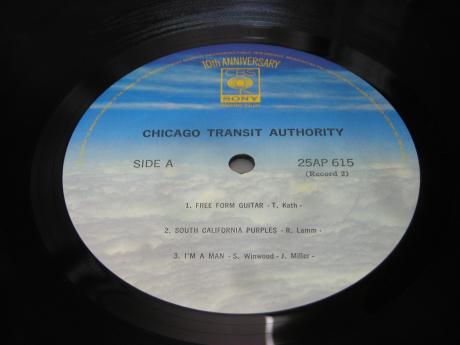 10th ANNIVERSARY
CBS
SONY
CHICAGO TRANSIT AUTHORITY
SIDE A
25AP 615
(Record 2)
1. FREE FORM GUITAR - T. Kath -
2. SOUTH CALIFORNIA PURPLES - R. Lamm -
3. I'M A MAN - S. Winwood - J. Miller -